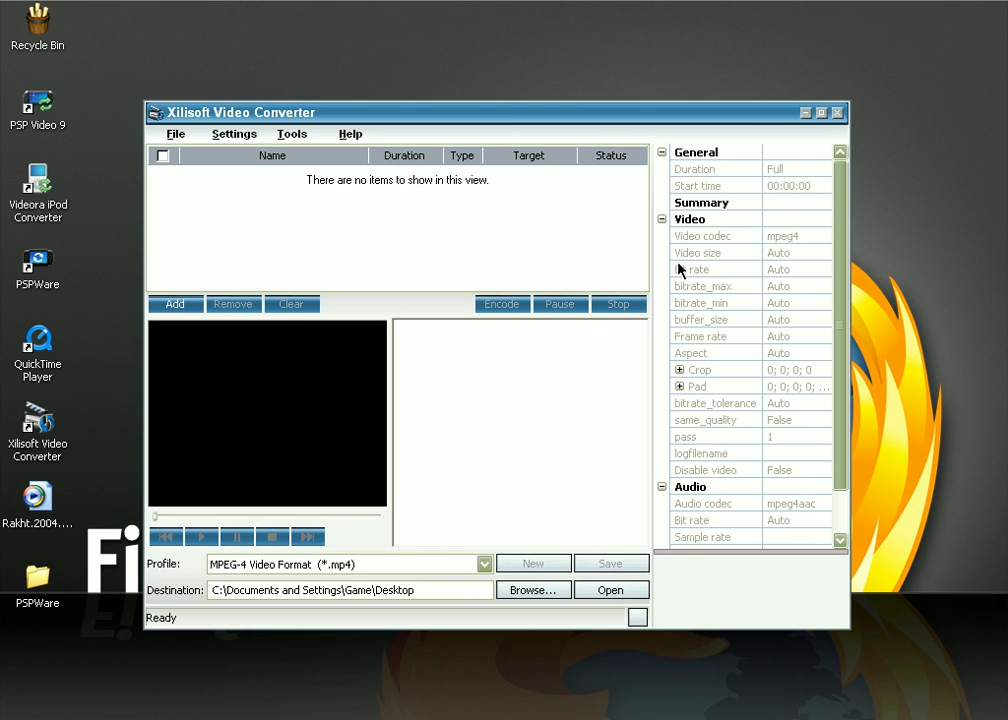 Recycle Bin
PSP Video 9
Videora iPod
Converter
PSPWare
QuickTime
Player
Xilisoft Video
Converter
Rakht.2004....
PSPWare
Fi
Xilisoft Video Converter
File Settings Tools Help
Name Duration Type Target Status
There are no items to show in this view.
Add Remove Clear Encode Pause Stop
Profile: MPEG-4 Video Format (*.mp4) New Save
Destination: C:\Documents and Settings\Game\Desktop Browse... Open
Ready
General
Duration Full
Start time 00:00:00
Summary
Video
Video codec mpeg4
Video size Auto
rate Auto
bitrate_max Auto
bitrate_min Auto
buffer_size Auto
Frame rate Auto
Aspect Auto
Crop 0; 0; 0; 0
Pad 0; 0; 0; 0; ...
bitrate_tolerance Auto
same_quality False
pass 1
logfilename
Disable video False
Audio
Audio codec mpeg4aac
Bit rate Auto
Sample rate